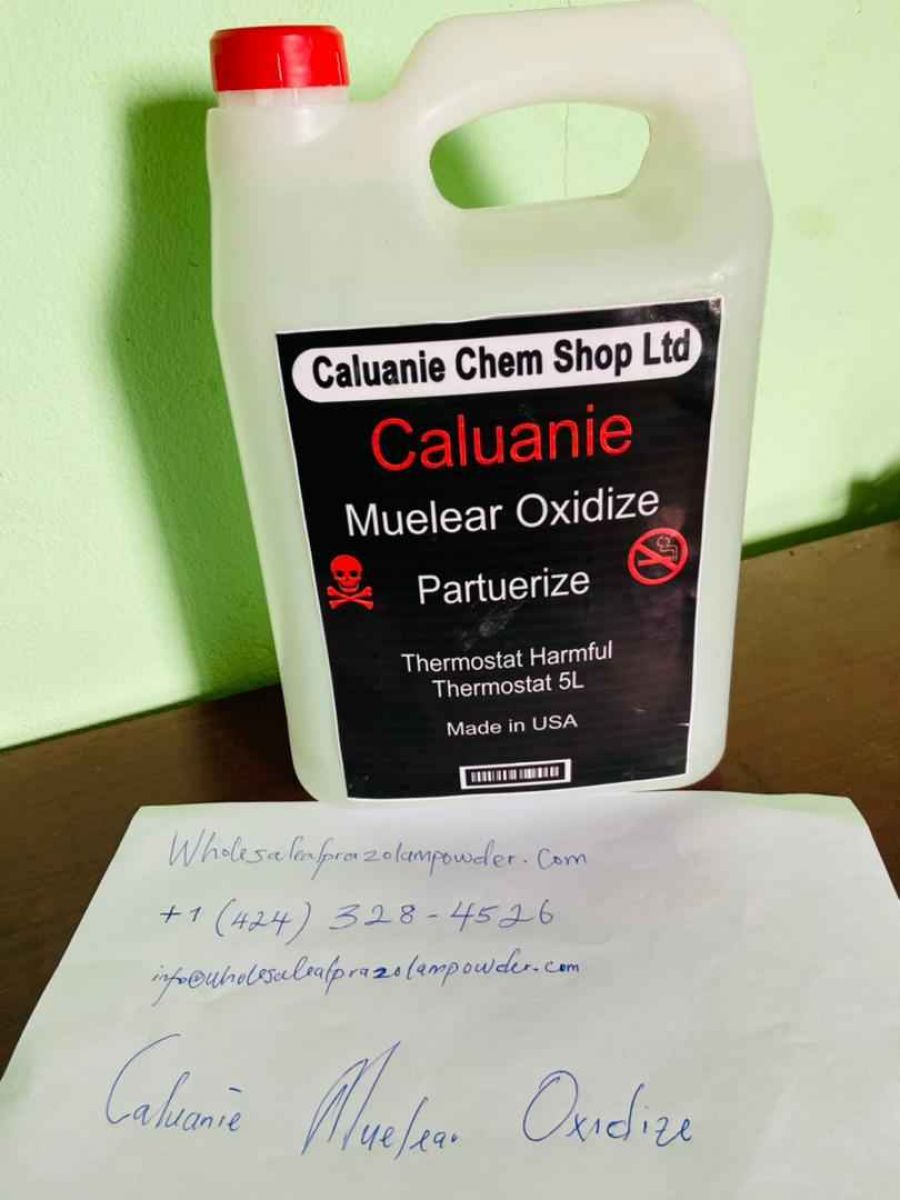 Caluanie Chem Shop Ltd
Caluanie
Muelear Oxidize
Partuerize
Thermostat Harmful
Thermostat 5L
Made in USA
Wholesalealprazolampowder.com
+1 (424) 328-4526
info@wholesalealprazolampowder.com
Caluanie Muelear Oxidize